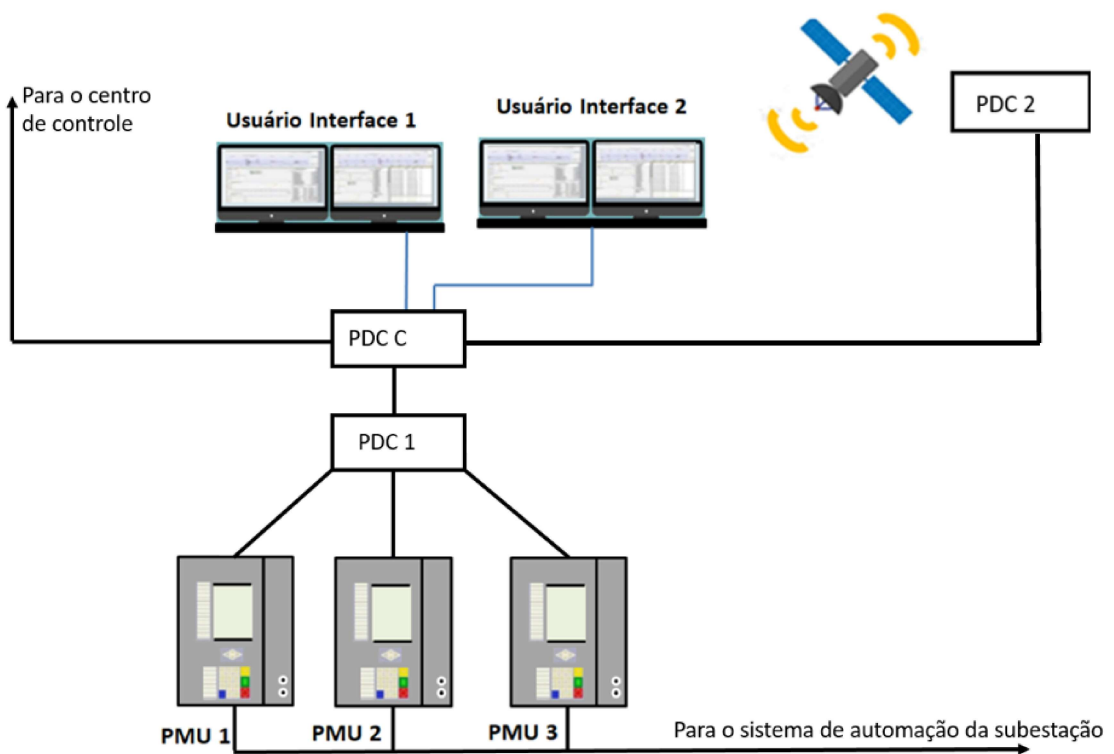 Para o centro
de controle
Usuário Interface 1
Usuário Interface 2
PDC 2
PDC C
PDC 1
PMU 1
PMU 2
PMU 3
Para o sistema de automação da subestação